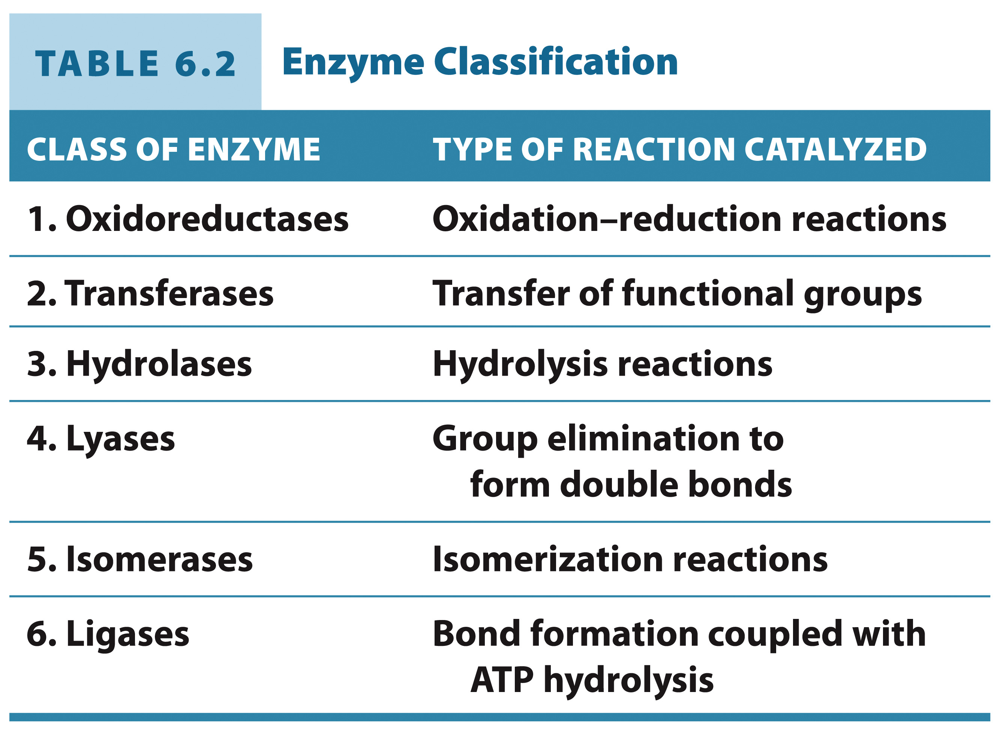 TABLE 6.2 Enzyme Classification
CLASS OF ENZYME TYPE OF REACTION CATALYZED
1. Oxidoreductases Oxidation–reduction reactions
2. Transferases Transfer of functional groups
3. Hydrolases Hydrolysis reactions
4. Lyases Group elimination to
form double bonds
5. Isomerases Isomerization reactions
6. Ligases Bond formation coupled with
ATP hydrolysis